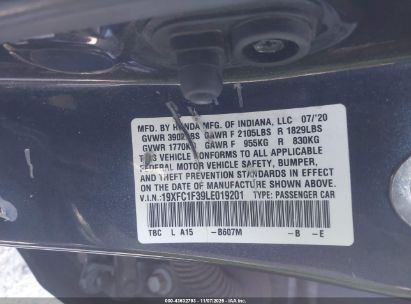 MFD. BY HONDA MFG. OF INDIANA, LLC 07/'20
GVWR 3902LBS GAWR F 2105LBS R 1829LBS
GVWR 1770KG GAWR F 955KG R 830KG
THIS VEHICLE CONFORMS TO ALL APPLICABLE
FEDERAL MOTOR VEHICLE SAFETY, BUMPER,
AND THEFT PREVENTION STANDARDS IN EFFECT
ON THE DATE OF MANUFACTURE SHOWN ABOVE.
V.I.N.: 19XFC1F39LE019201 TYPE: PASSENGER CAR
TBC L A15 -B607M -B -E